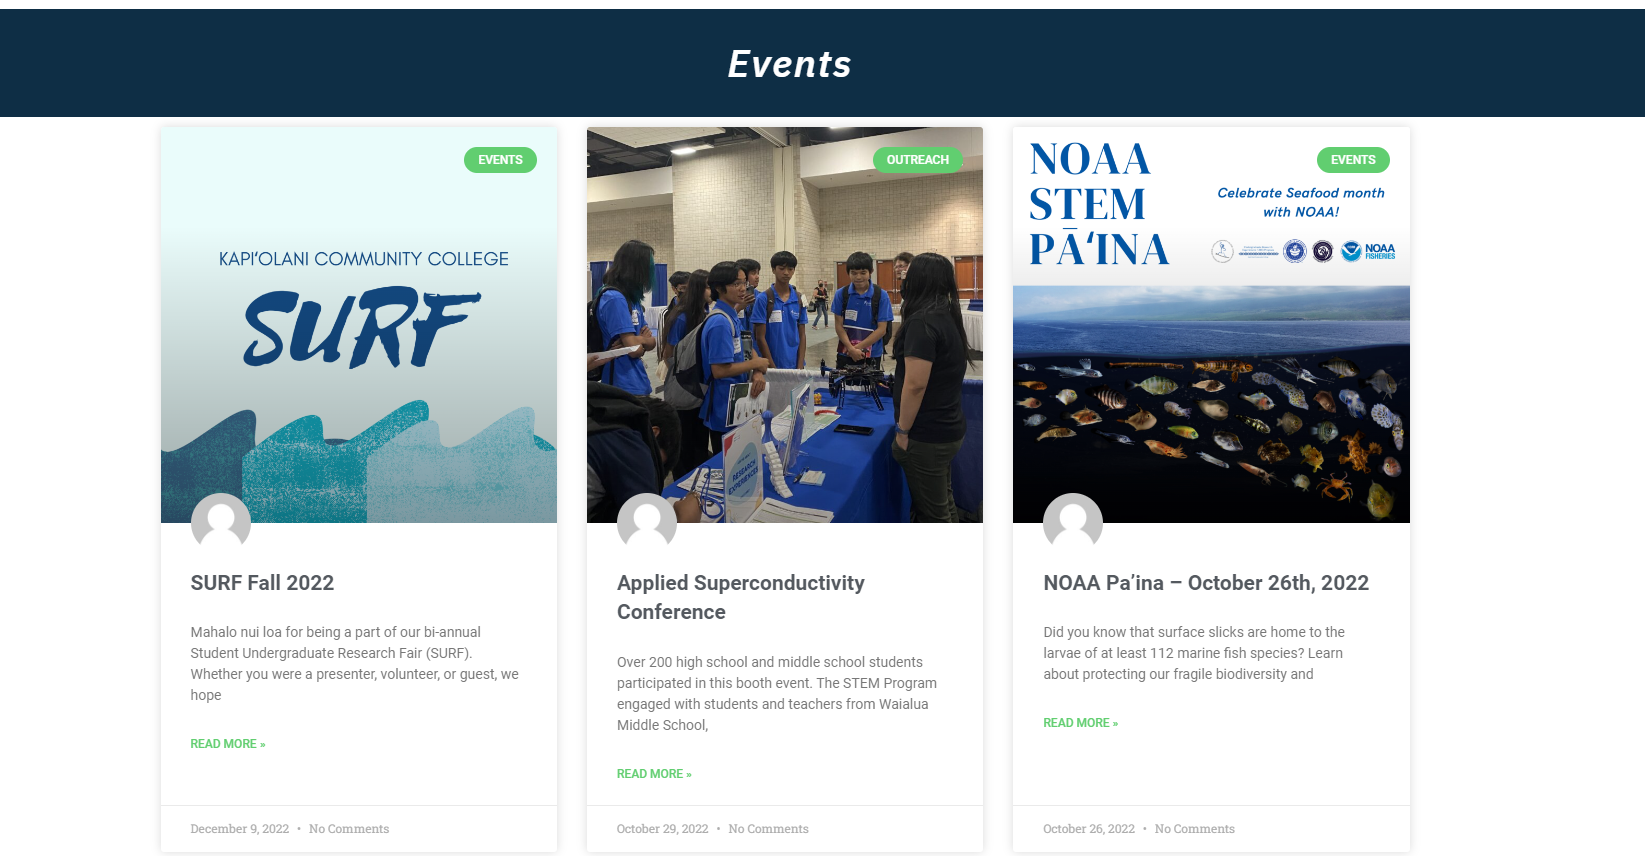 Events
EVENTS
KAPI'OLANI COMMUNITY COLLEGE
SURF
SURF Fall 2022
Mahalo nui loa for being a part of our bi-annual
Student Undergraduate Research Fair (SURF).
Whether you were a presenter, volunteer, or guest, we
hope
READ MORE »
December 9, 2022 • No Comments
OUTREACH
RESEARCH
EXPERIENCES
Applied Superconductivity
Conference
Over 200 high school and middle school students
participated in this booth event. The STEM Program
engaged with students and teachers from Waialua
Middle School,
READ MORE »
October 29, 2022 • No Comments
NOAA
STEM
PĀʻINA
EVENTS
Celebrate Seafood month
with NOAA!
NOAA
FISHERIES
NOAA Pa’ina – October 26th, 2022
Did you know that surface slicks are home to the
larvae of at least 112 marine fish species? Learn
about protecting our fragile biodiversity and
READ MORE »
October 26, 2022 • No Comments